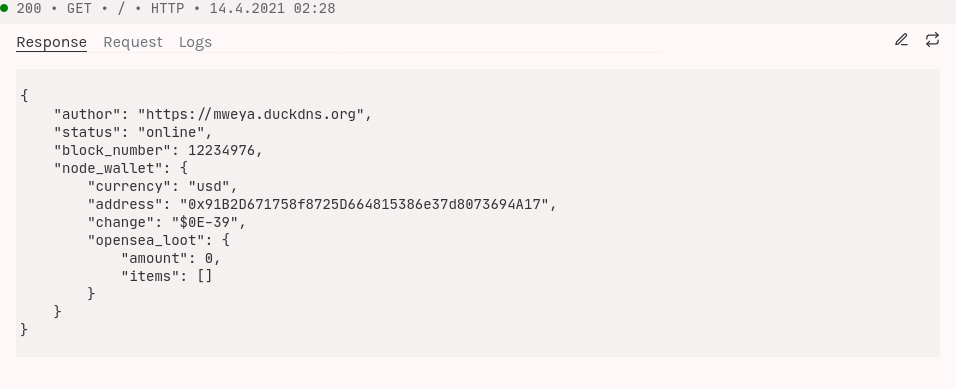 200 • GET • / • HTTP • 14.4.2021 02:28
Response Request Logs
{
    "author": "https://mweya.duckdns.org",
    "status": "online",
    "block_number": 12234976,
    "node_wallet": {
        "currency": "usd",
        "address": "0x91B2D671758f8725D664815386e37d8073694A17",
        "change": "$0E-39",
        "opensea_loot": {
            "amount": 0,
            "items": []
        }
    }
}